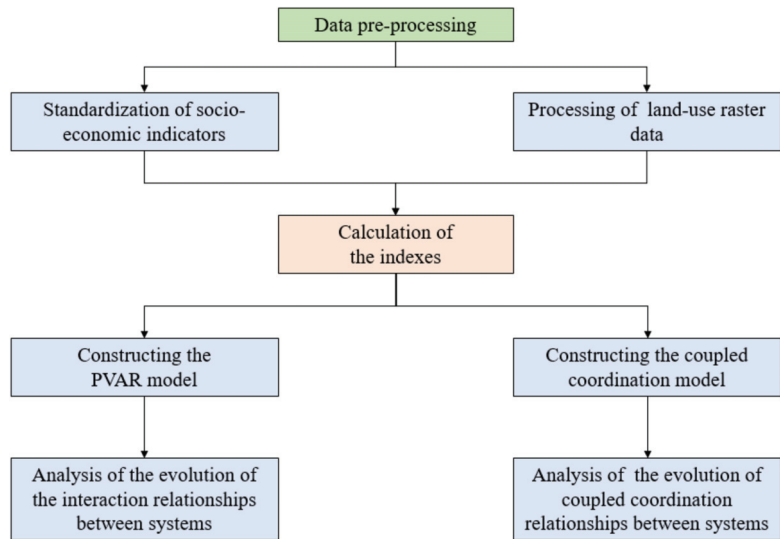 Data pre-processing
Standardization of socio-
economic indicators
Processing of land-use raster
data
Calculation of
the indexes
Constructing the
PVAR model
Constructing the coupled
coordination model
Analysis of the evolution of
the interaction relationships
between systems
Analysis of the evolution of
coupled coordination
relationships between systems